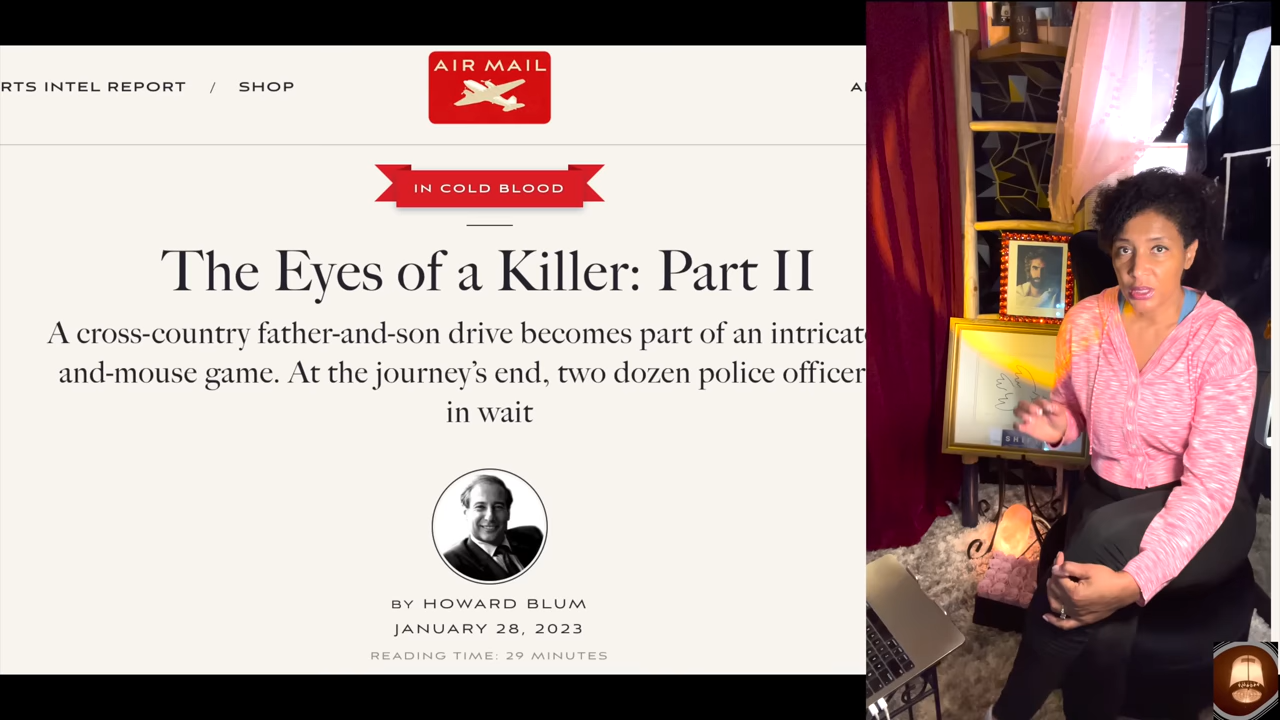 RTS INTEL REPORT / SHOP
AIR MAIL
IN COLD BLOOD
The Eyes of a Killer: Part II
A cross-country father-and-son drive becomes part of an
and-mouse game. At the journey's end, two dozen police
in wait
BY HOWARD BLUM
JANUARY 28, 2023
READING TIME: 29 MINUTES